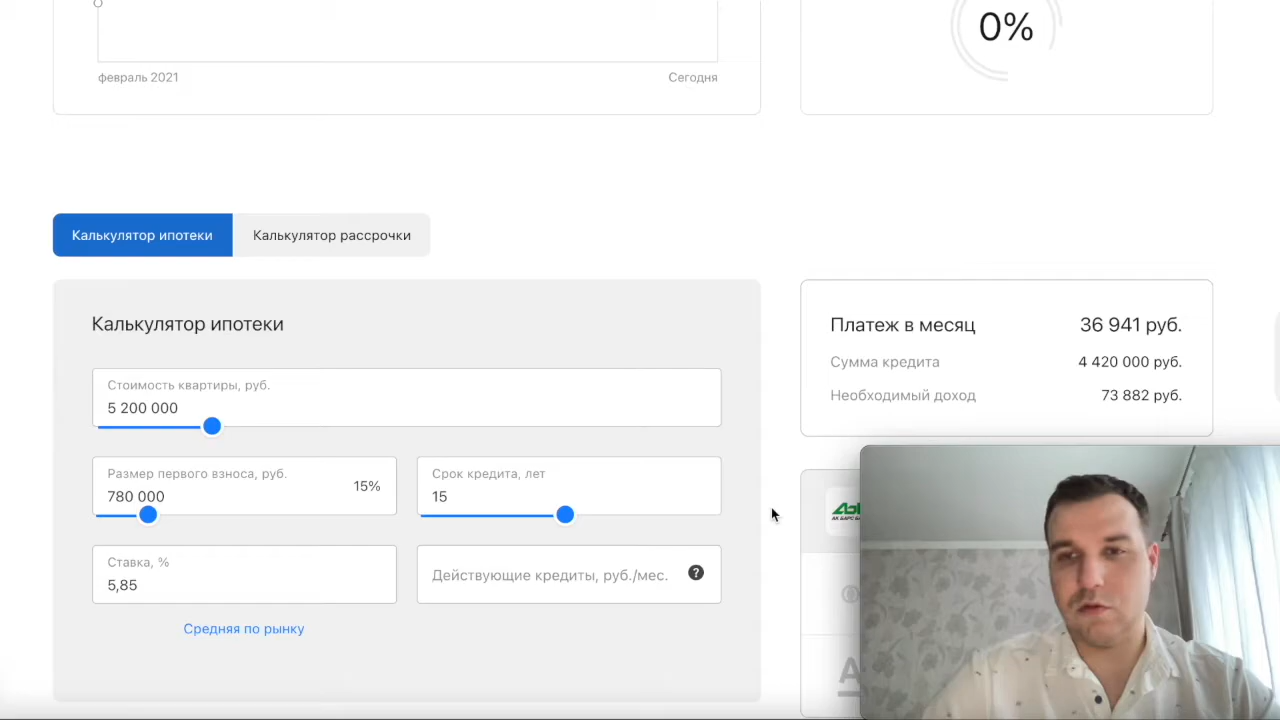 0%
февраль 2021
Сегодня
Калькулятор ипотеки
Калькулятор рассрочки
Калькулятор ипотеки
Стоимость квартиры, руб.
5 200 000
Размер первого взноса, руб.
780 000
15%
Срок кредита, лет
15
Ставка, %
5,85
Действующие кредиты, руб./мес.
?
Средняя по рынку
Платеж в месяц
36 941 руб.
Сумма кредита
4 420 000 руб.
Необходимый доход
73 882 руб.